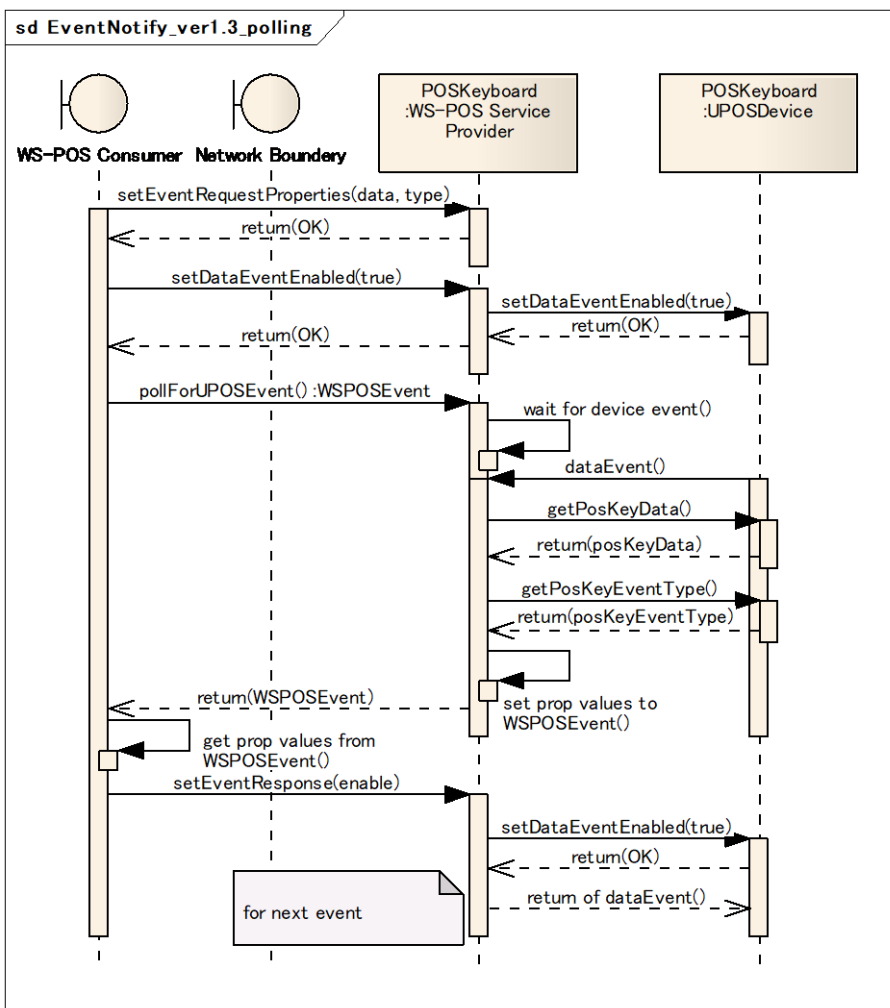 sd EventNotify_ver1.3_polling
POSKeyboard
:WS-POS Service
Provider
POSKeyboard
:UPOSDevice
WS-POS Consumer
Network Boundery
setEventRequestProperties(data, type)
return(OK)
setDataEventEnabled(true)
setDataEventEnabled(true)
return(OK)
return(OK)
pollForUPOSEvent() :WSPOSEvent
wait for device event()
dataEvent()
getPosKeyData()
return(posKeyData)
getPosKeyEventType()
return(posKeyEventType)
return(WSPOSEvent)
set prop values to
WSPOSEvent()
get prop values from
WSPOSEvent()
setEventResponse(enable)
setDataEventEnabled(true)
return(OK)
return of dataEvent()
for next event